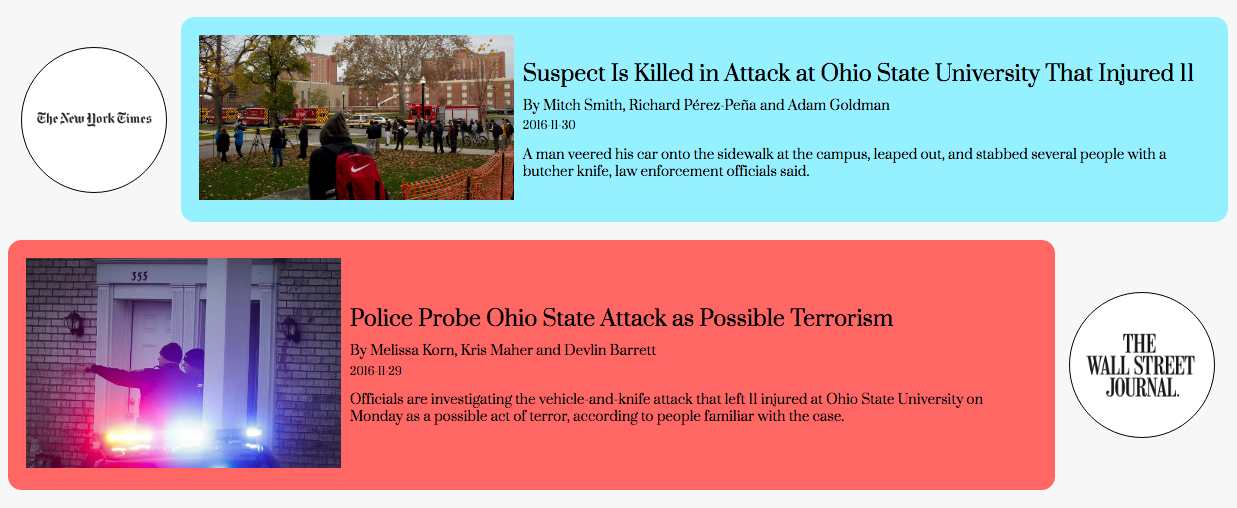 The New York Times
Suspect Is Killed in Attack at Ohio State University That Injured 11
By Mitch Smith, Richard Pérez-Peña and Adam Goldman
2016-11-30
A man veered his car onto the sidewalk at the campus, leaped out, and stabbed several people with a
butcher knife, law enforcement officials said.
355
Police Probe Ohio State Attack as Possible Terrorism
By Melissa Korn, Kris Maher and Devlin Barrett
2016-11-29
Officials are investigating the vehicle-and-knife attack that left 11 injured at Ohio State University on
Monday as a possible act of terror, according to people familiar with the case.
THE
WALL STREET
JOURNAL.